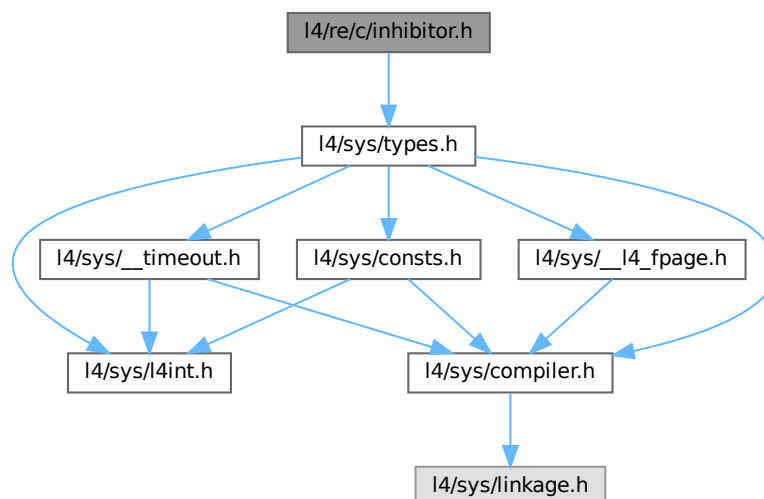 l4/re/c/inhibitor.h
l4/sys/types.h
l4/sys/__timeout.h
l4/sys/consts.h
l4/sys/__l4_fpage.h
l4/sys/l4int.h
l4/sys/compiler.h
l4/sys/linkage.h